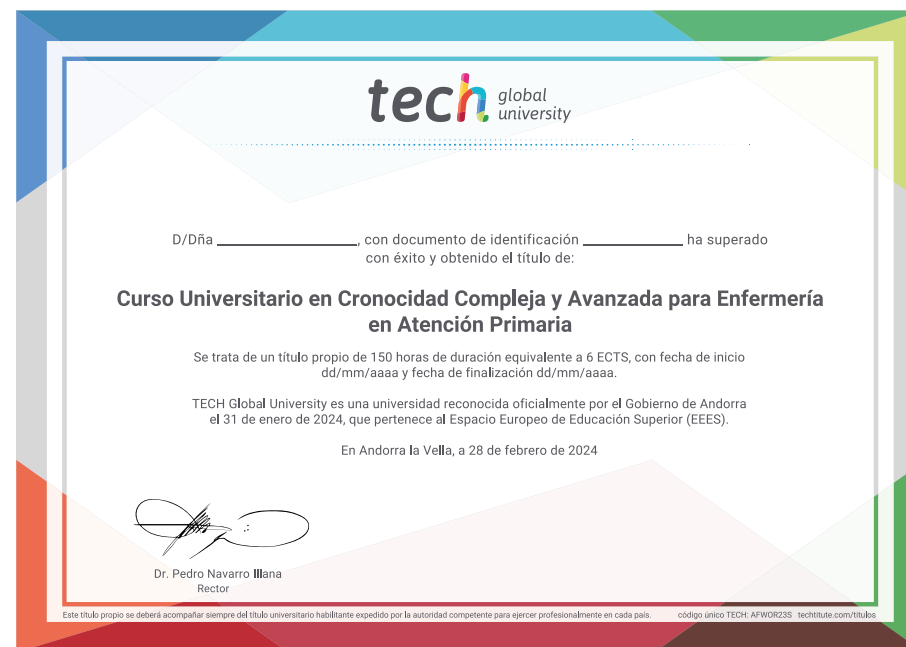 tech global university
D/Dña ____________________, con documento de identificación ______________ ha superado
con éxito y obtenido el título de:
Curso Universitario en Cronocidad Compleja y Avanzada para Enfermería
en Atención Primaria
Se trata de un título propio de 150 horas de duración equivalente a 6 ECTS, con fecha de inicio
dd/mm/aaaa y fecha de finalización dd/mm/aaaa.
TECH Global University es una universidad reconocida oficialmente por el Gobierno de Andorra
el 31 de enero de 2024, que pertenece al Espacio Europeo de Educación Superior (EEES).
En Andorra la Vella, a 28 de febrero de 2024
Dr. Pedro Navarro Illana
Rector
Este título propio se deberá acompañar siempre del título universitario habilitante expedido por la autoridad competente para ejercer profesionalmente en cada país. código único TECH: AFWOR23S techtitute.com/títulos